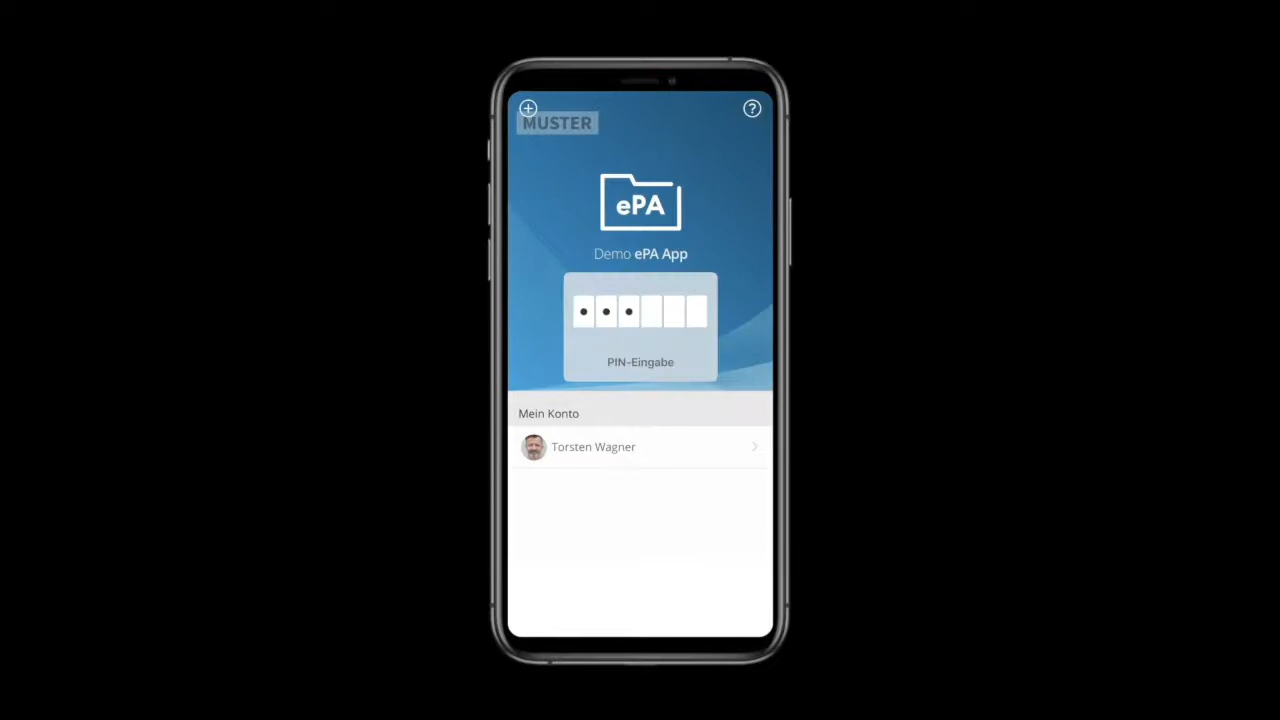 MUSTER
ePA
Demo ePA App
PIN-Eingabe
Mein Konto
Torsten Wagner